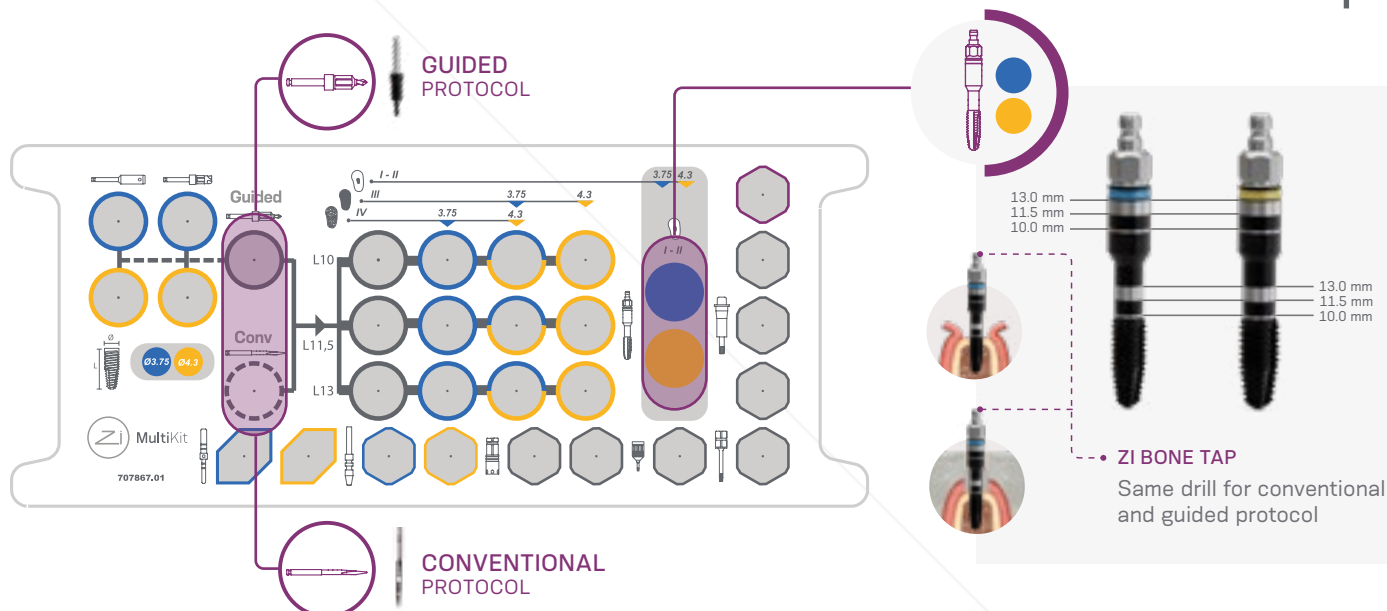 GUIDED
PROTOCOL
I - II
3.75
4.3
III
3.75
4.3
IV
3.75
4.3
Guided
I - II
L10
Conv
L11,5
L13
Ø
L
Ø3.75
Ø4.3
Zi MultiKit
707867.01
CONVENTIONAL
PROTOCOL
13.0 mm
11.5 mm
10.0 mm
13.0 mm
11.5 mm
10.0 mm
ZI BONE TAP
Same drill for conventional
and guided protocol